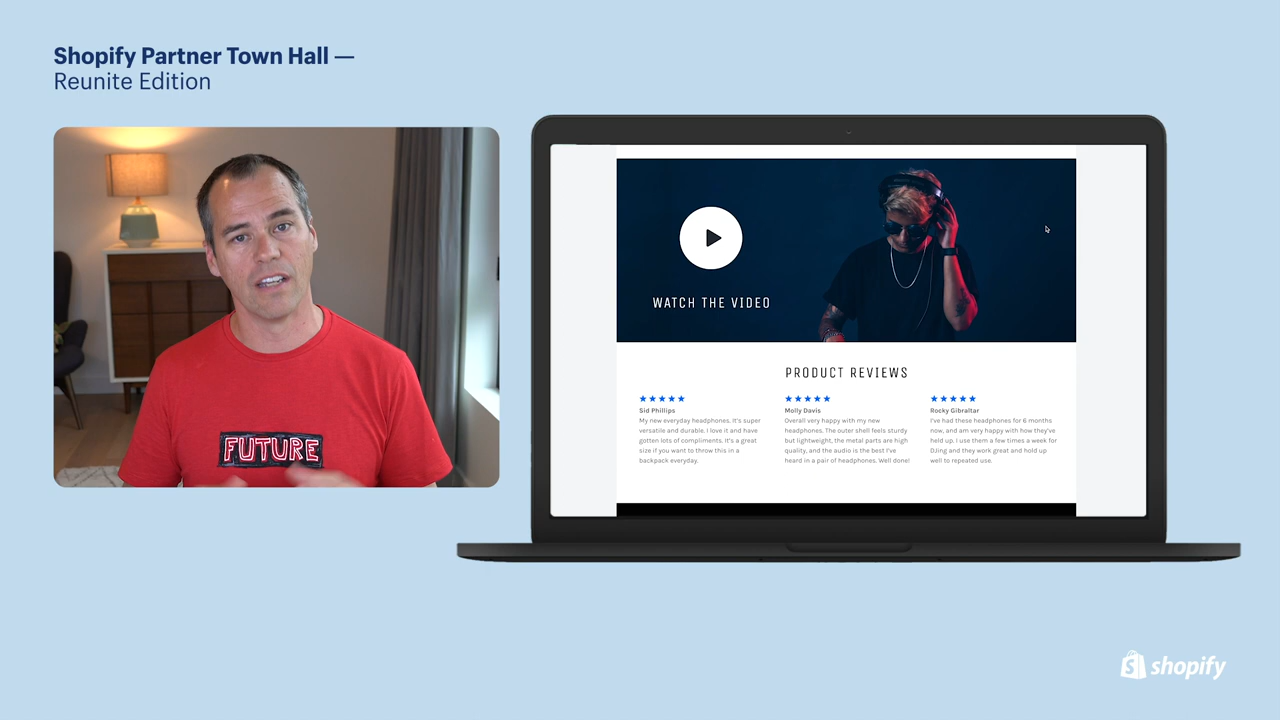 Shopify Partner Town Hall —
Reunite Edition
FUTURE
WATCH THE VIDEO
PRODUCT REVIEWS
Sid Phillips
My new everyday headphones. It's super
versatile and durable. I love it and have
gotten lots of compliments. It's a great
size if you want to throw this in a
backpack everyday.
Molly Davis
Overall very happy with my new
headphones. The outer shell feels sturdy
but lightweight, the metal parts are high
quality, and the audio is the best I've
heard in a pair of headphones. Well done!
Rocky Gibraltar
I've had these headphones for 6 months
now, and am very happy with how they've
held up. I use them a few times a week for
DJing and they work great and hold up
well to repeated use.
shopify